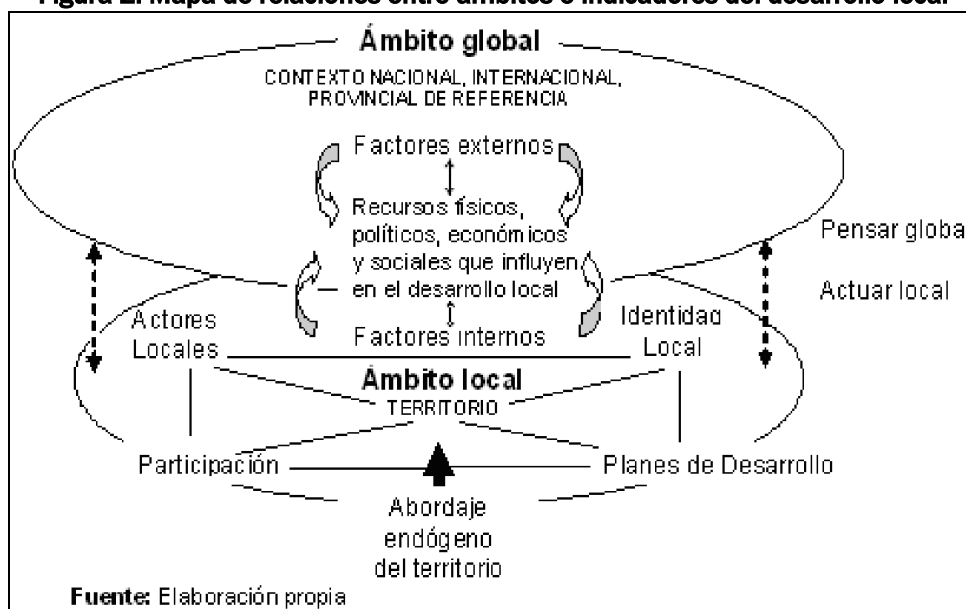 Figura 2. Mapa de relaciones entre ámbitos e indicadores del desarrollo local
Ámbito global
CONTEXTO NACIONAL, INTERNACIONAL,
PROVINCIAL DE REFERENCIA
Factores externos
Recursos físicos,
políticos, económicos
y sociales que influyen
en el desarrollo local
Factores internos
Pensar globa
Actuar local
Actores
Locales
Identidad
Local
Ámbito local
TERRITORIO
Participación
Planes de Desarrollo
Abordaje
endógeno
del territorio
Fuente: Elaboración propia